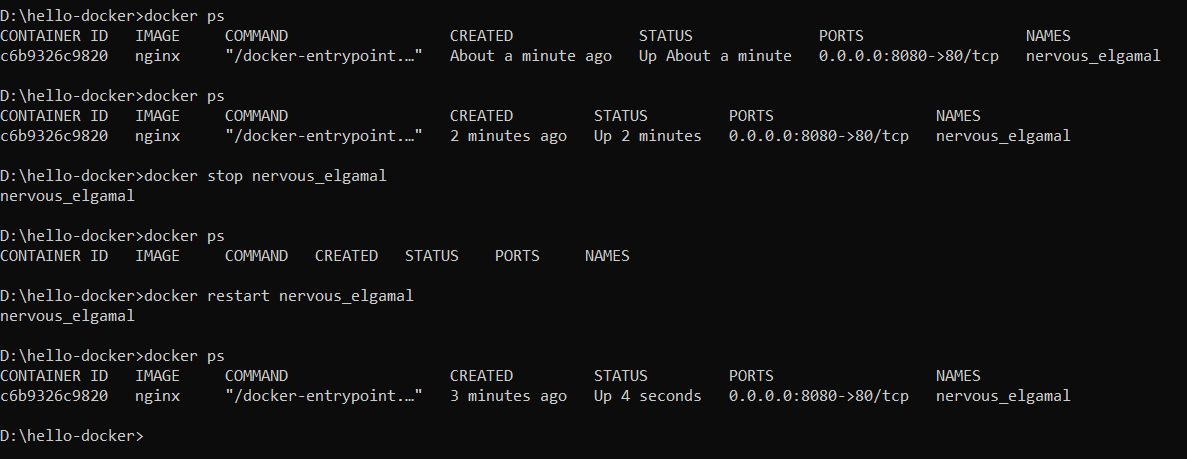 D:\hello-docker>docker ps
CONTAINER ID   IMAGE     COMMAND                  CREATED              STATUS              PORTS                  NAMES
c6b9326c9820   nginx     "/docker-entrypoint.…"   About a minute ago   Up About a minute   0.0.0.0:8080->80/tcp   nervous_elgamal
D:\hello-docker>docker ps
CONTAINER ID   IMAGE     COMMAND                  CREATED         STATUS         PORTS                  NAMES
c6b9326c9820   nginx     "/docker-entrypoint.…"   2 minutes ago   Up 2 minutes   0.0.0.0:8080->80/tcp   nervous_elgamal
D:\hello-docker>docker stop nervous_elgamal
nervous_elgamal
D:\hello-docker>docker ps
CONTAINER ID   IMAGE     COMMAND   CREATED   STATUS    PORTS     NAMES
D:\hello-docker>docker restart nervous_elgamal
nervous_elgamal
D:\hello-docker>docker ps
CONTAINER ID   IMAGE     COMMAND                  CREATED         STATUS         PORTS                  NAMES
c6b9326c9820   nginx     "/docker-entrypoint.…"   3 minutes ago   Up 4 seconds   0.0.0.0:8080->80/tcp   nervous_elgamal
D:\hello-docker>